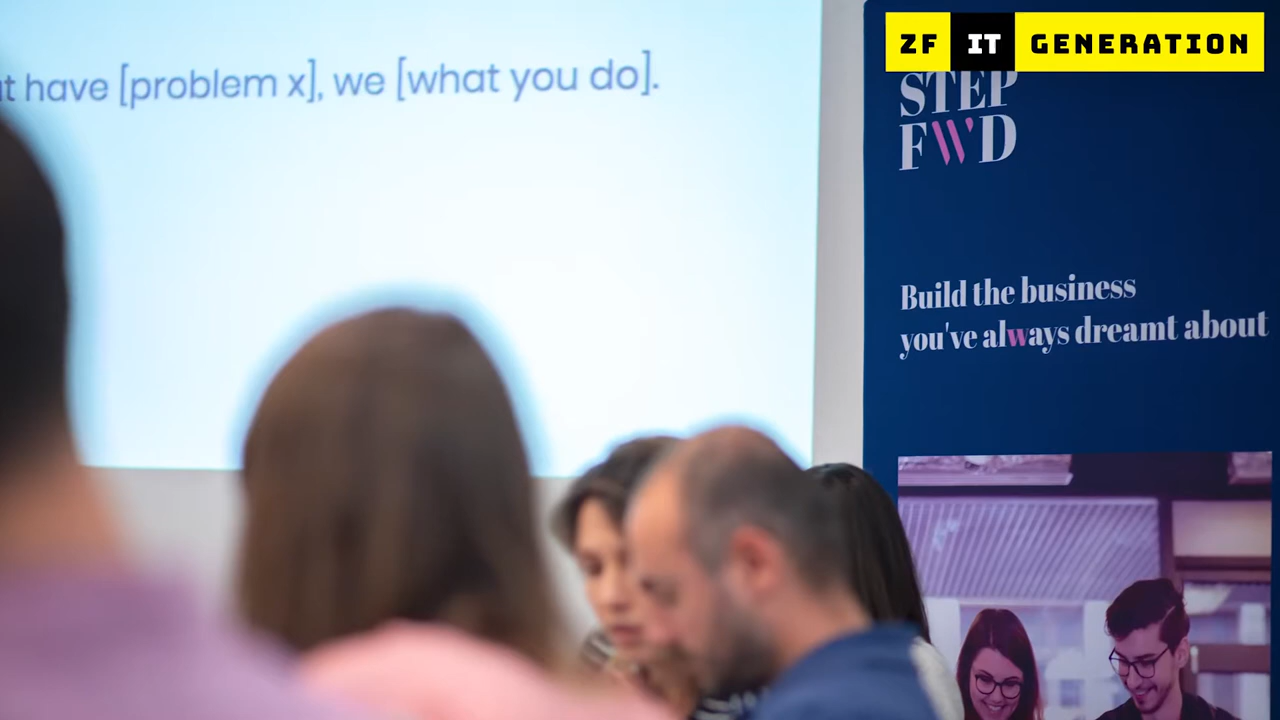 have [problem x], we [what you do].
ZF IT GENERATION
STEP
FWD
Build the business
you've always dreamt about